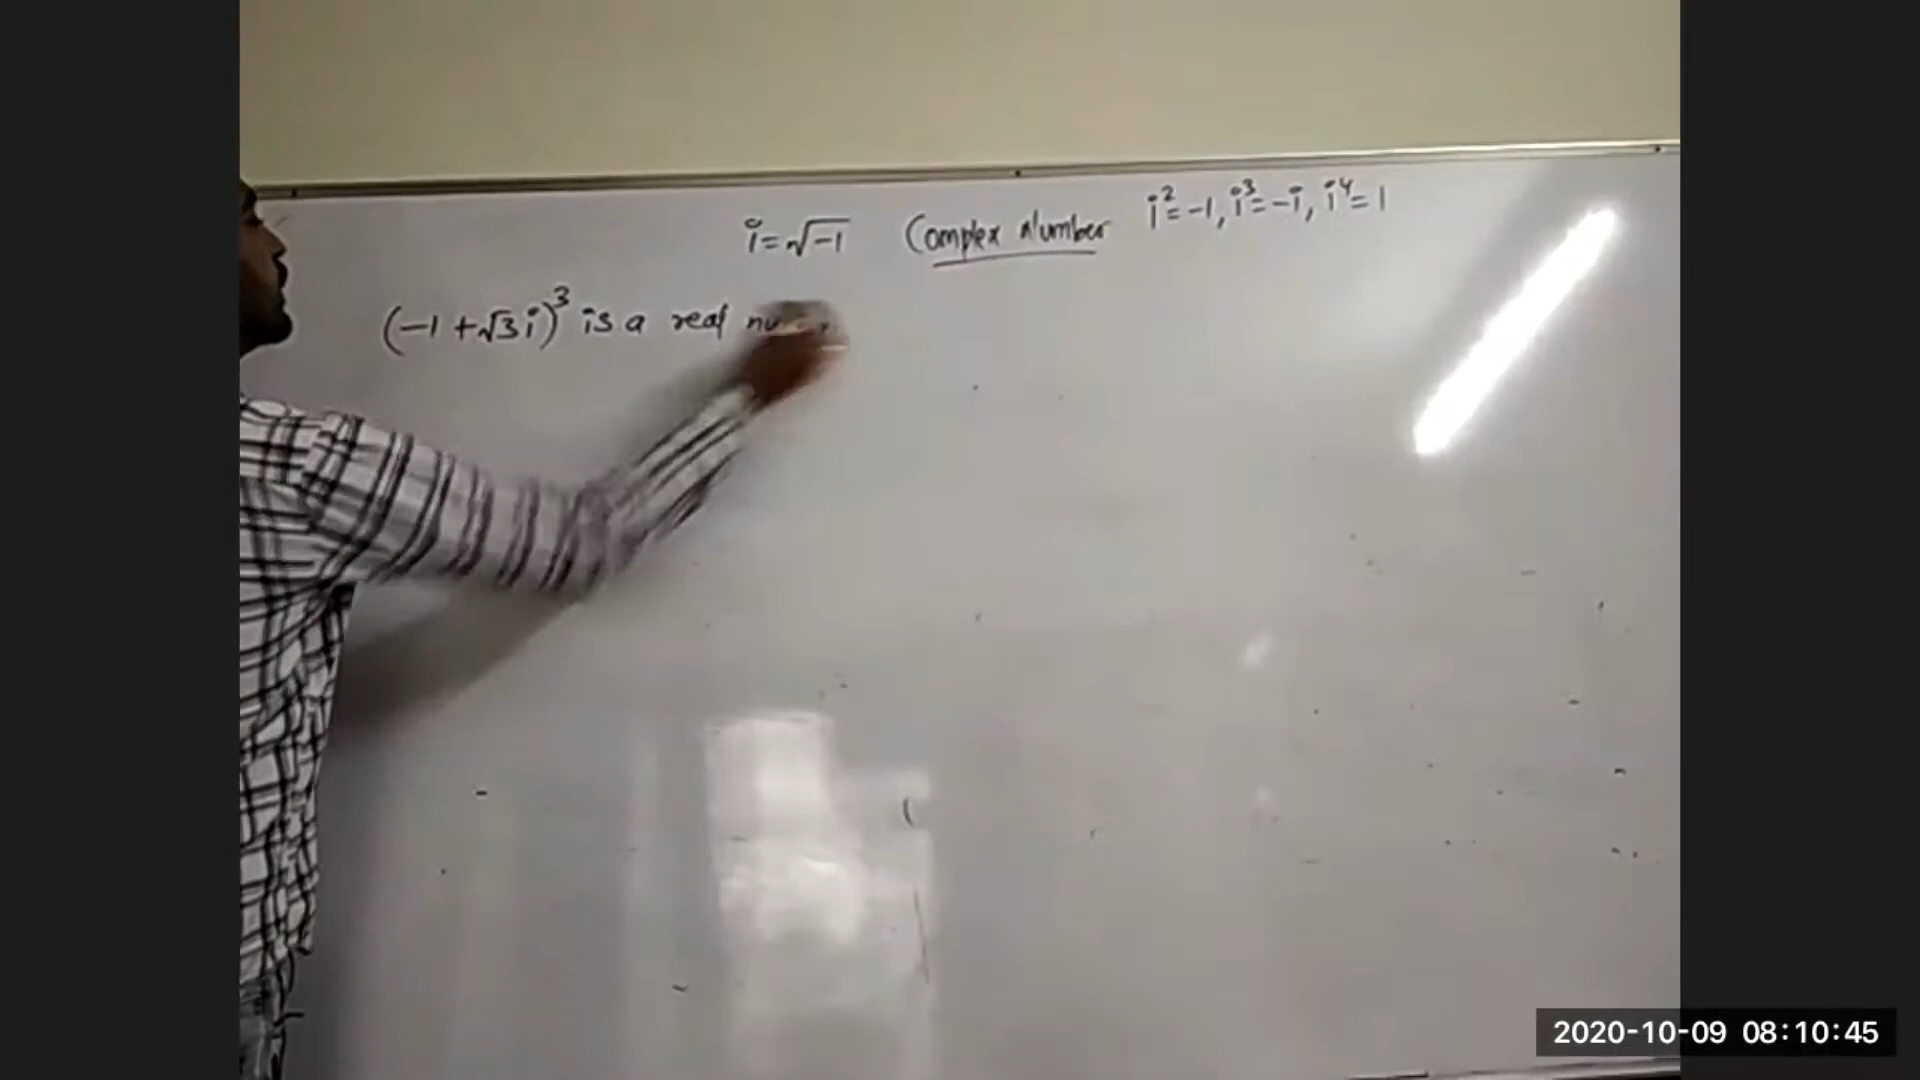 i=√-1 Complex Number i²=-1, i³=-i, i⁴=1
(-1+√3i)³ is a real
2020-10-09 08:10:45